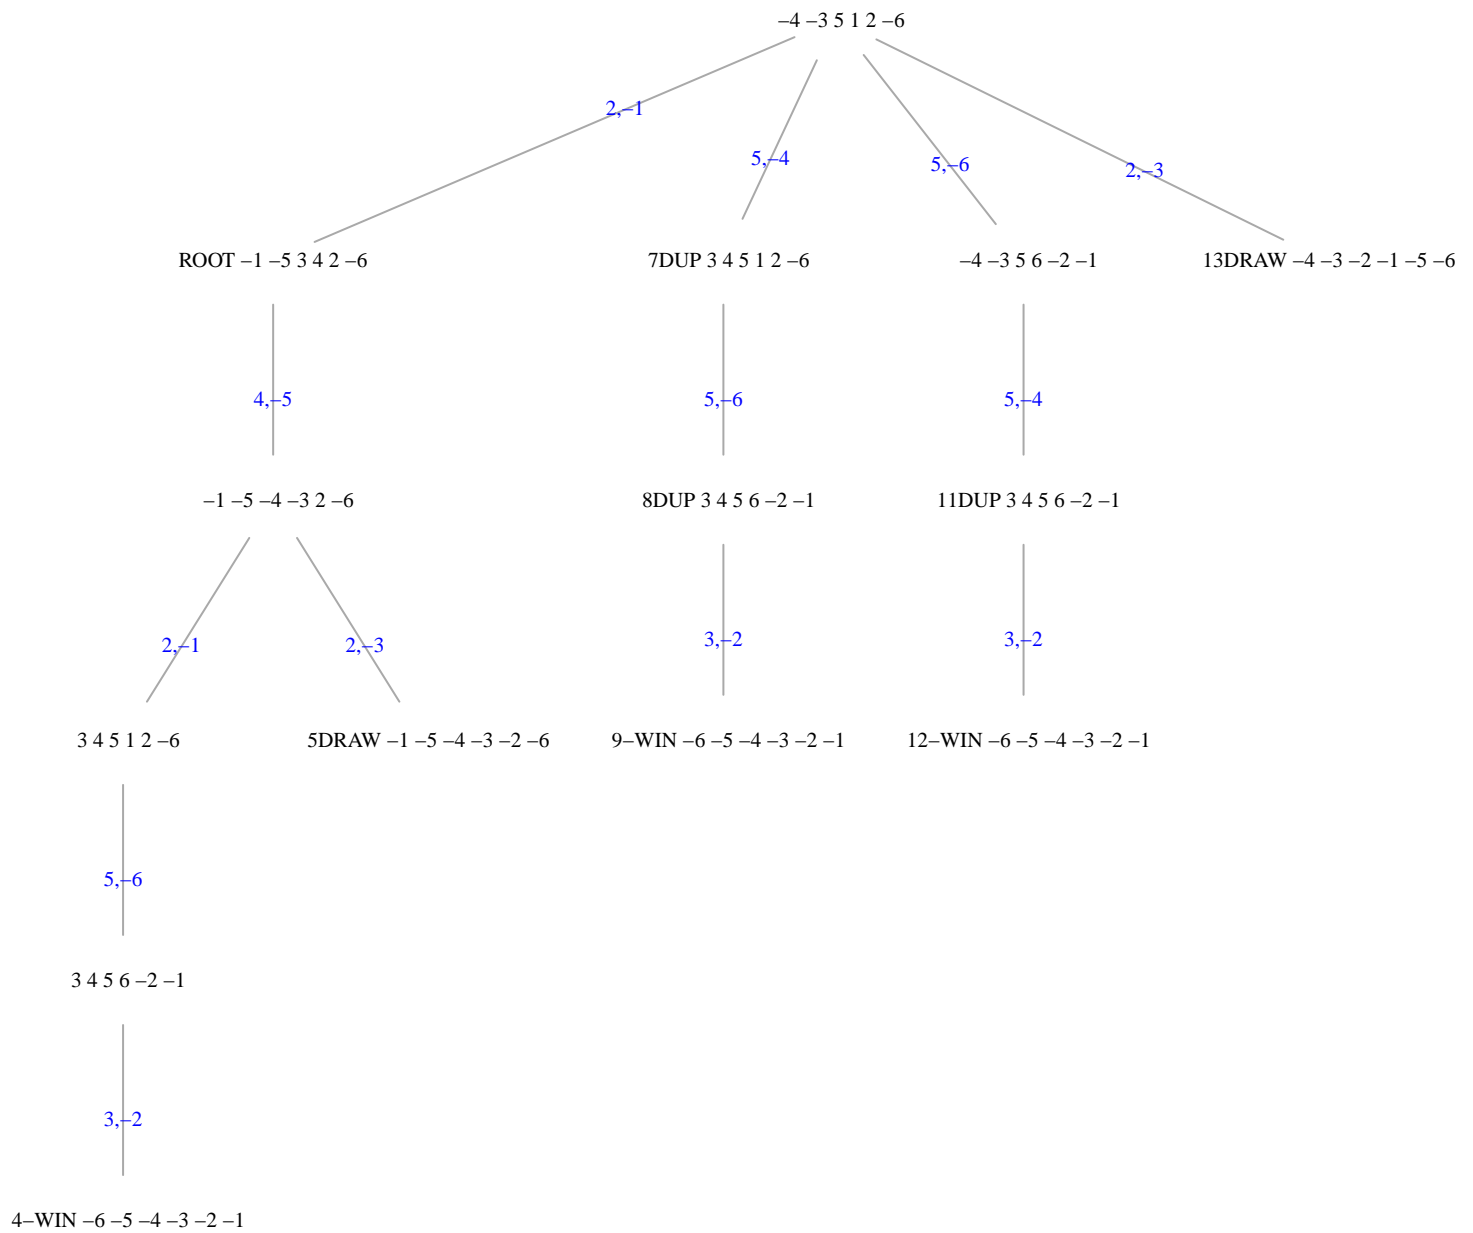 –4 –3 5 1 2 –6
2,–1
5,–4
5,–6
2,–3
ROOT –1 –5 3 4 2 –6
7DUP 3 4 5 1 2 –6
–4 –3 5 6 –2 –1
13DRAW –4 –3 –2 –1 –5 –6
4,–5
5,–6
5,–4
–1 –5 –4 –3 2 –6
8DUP 3 4 5 6 –2 –1
11DUP 3 4 5 6 –2 –1
2,–1
2,–3
3,–2
3,–2
3 4 5 1 2 –6
5DRAW –1 –5 –4 –3 –2 –6
9–WIN –6 –5 –4 –3 –2 –1
12–WIN –6 –5 –4 –3 –2 –1
5,–6
3 4 5 6 –2 –1
3,–2
4–WIN –6 –5 –4 –3 –2 –1